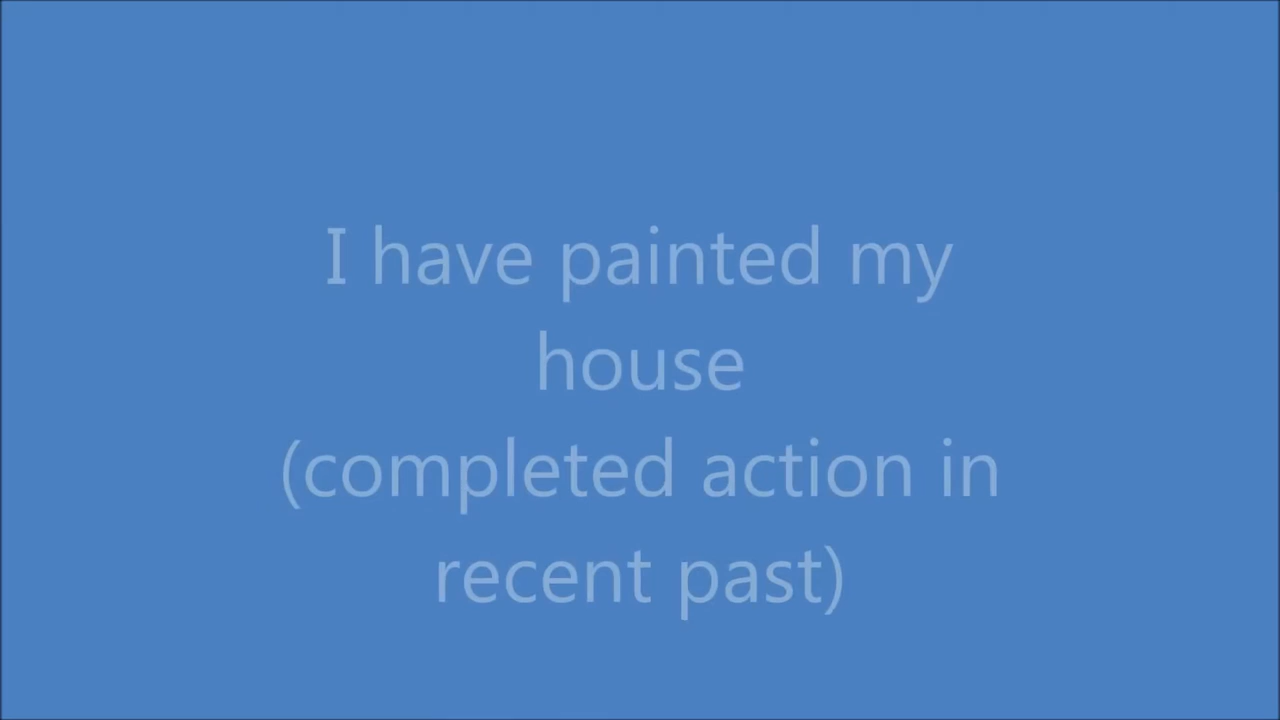 I have painted my
house
(completed action in
recent past)